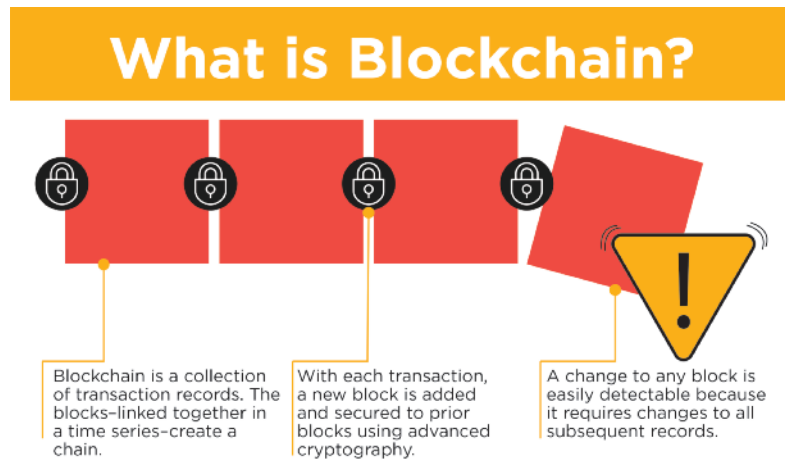 What is Blockchain?
Blockchain is a collection
of transaction records. The
blocks–linked together in
a time series–create a
chain.
With each transaction,
a new block is added
and secured to prior
blocks using advanced
cryptography.
A change to any block is
easily detectable because
it requires changes to all
subsequent records.